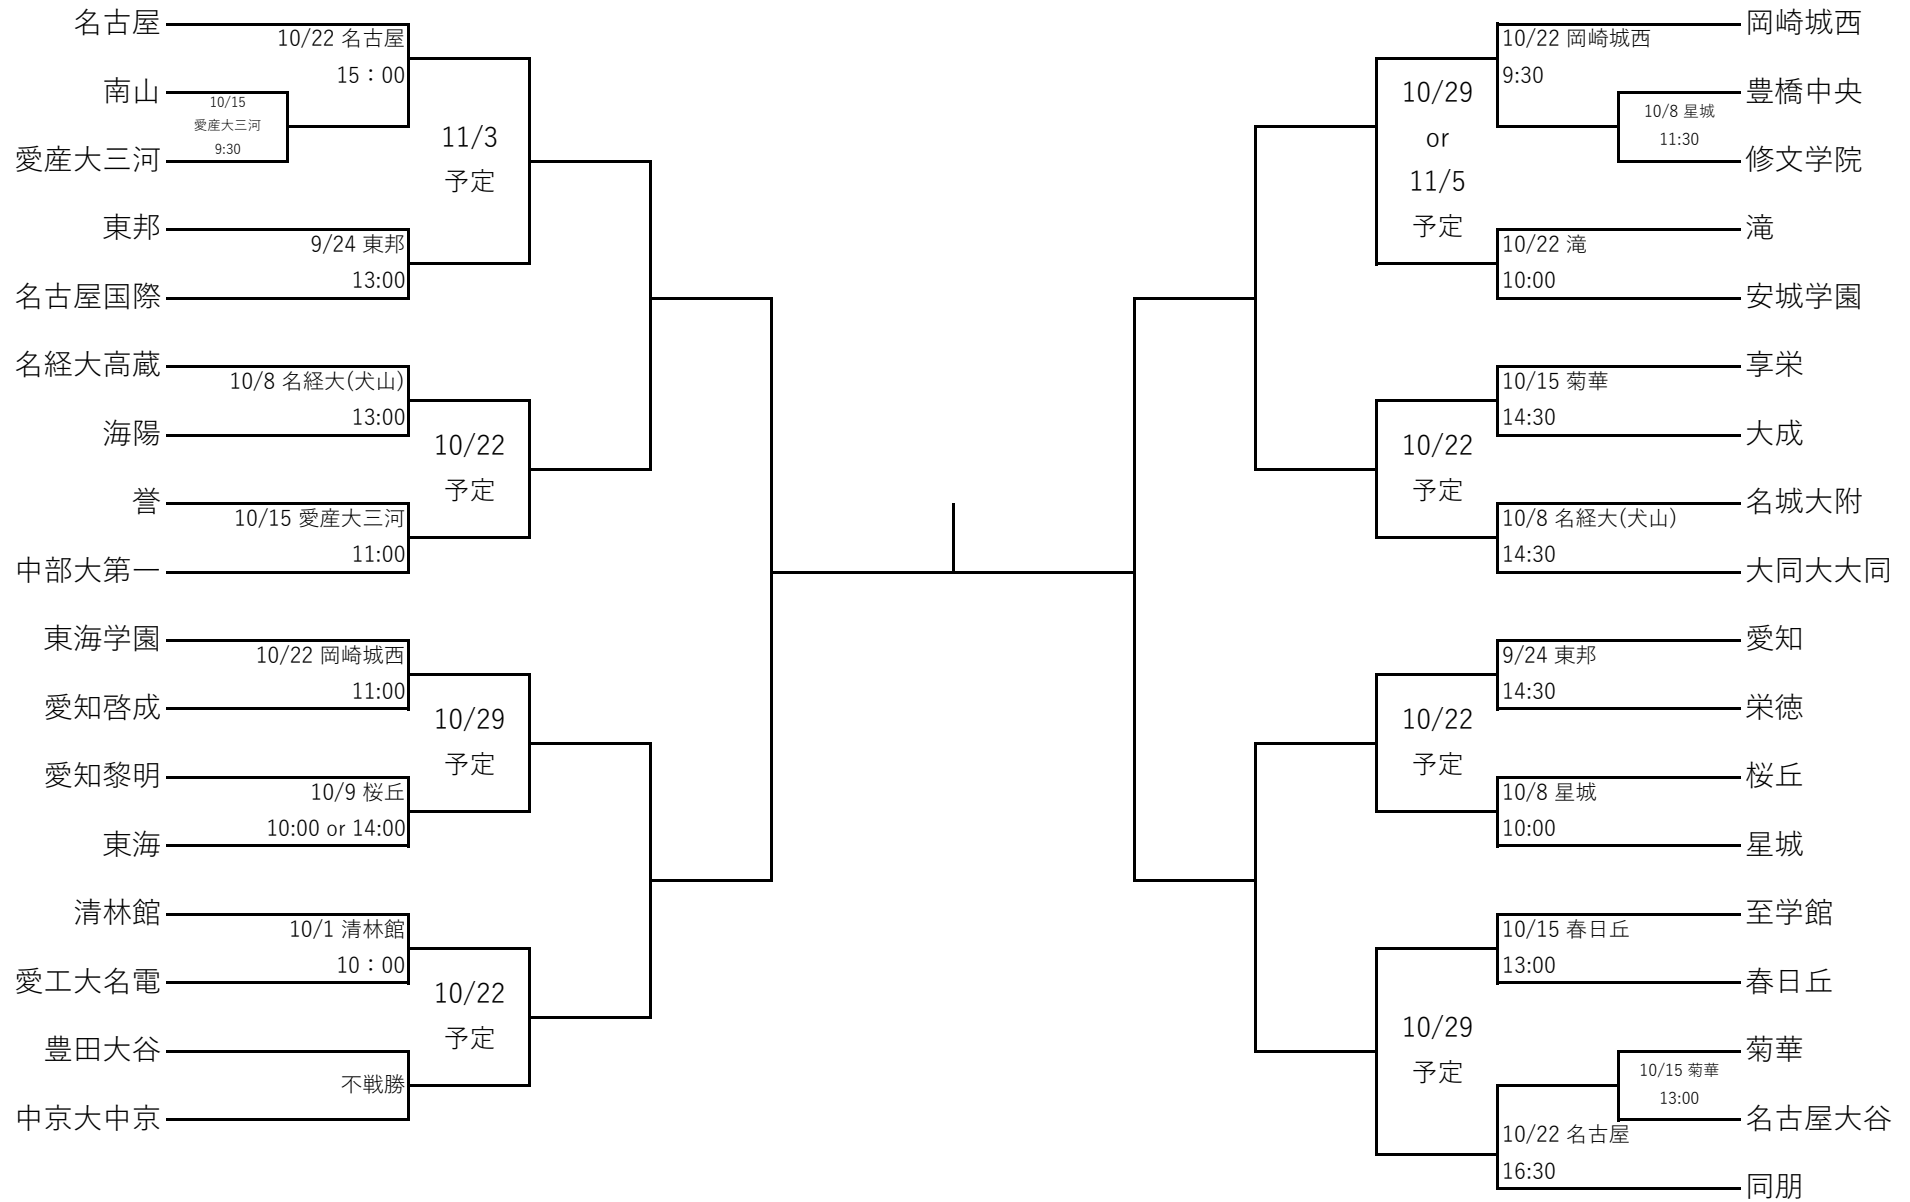 名古屋
10/22 名古屋
15：00
南山
10/15
愛産大三河
9:30
愛産大三河
11/3
予定
東邦
9/24 東邦
13:00
名古屋国際
名経大高蔵
10/8 名経大(犬山)
13:00
海陽
10/22
予定
誉
10/15 愛産大三河
11:00
中部大第一
東海学園
10/22 岡崎城西
11:00
愛知啓成
10/29
予定
愛知黎明
10/9 桜丘
10:00 or 14:00
東海
清林館
10/1 清林館
10：00
愛工大名電
10/22
予定
豊田大谷
不戦勝
中京大中京
岡崎城西
10/22 岡崎城西
9:30
豊橋中央
10/8 星城
11:30
修文学院
10/29
or
11/5
予定
滝
10/22 滝
10:00
安城学園
享栄
10/15 菊華
14:30
大成
10/22
予定
名城大附
10/8 名経大(犬山)
14:30
大同大大同
愛知
9/24 東邦
14:30
栄徳
10/22
予定
桜丘
10/8 星城
10:00
星城
至学館
10/15 春日丘
13:00
春日丘
10/29
予定
菊華
10/15 菊華
13:00
名古屋大谷
10/22 名古屋
16:30
同朋